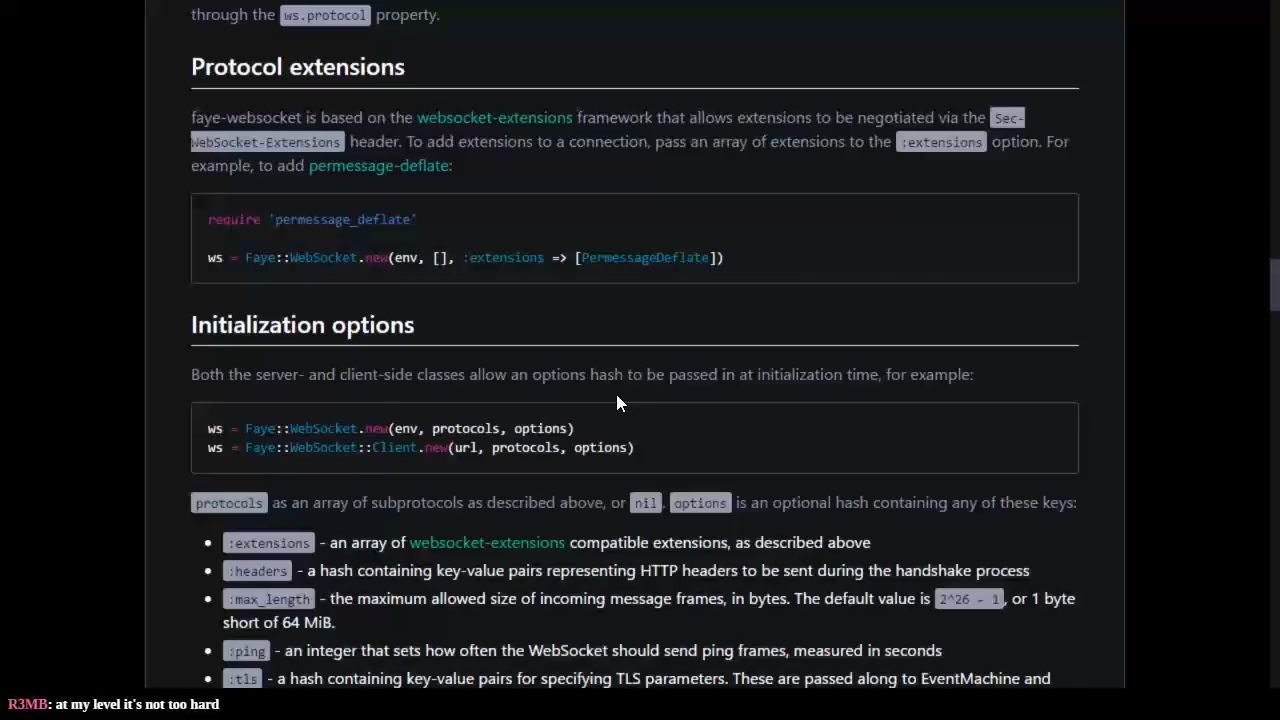 through the ws.protocol property.
Protocol extensions
faye-websocket is based on the websocket-extensions framework that allows extensions to be negotiated via the Sec-
WebSocket-Extensions header. To add extensions to a connection, pass an array of extensions to the :extensions option. For
example, to add permessage-deflate:
require 'permessage_deflate'
ws = Faye::WebSocket.new(env, [], :extensions => [PermessageDeflate])
Initialization options
Both the server- and client-side classes allow an options hash to be passed in at initialization time, for example:
ws = Faye::WebSocket.new(env, protocols, options)
ws = Faye::WebSocket::Client.new(url, protocols, options)
protocols as an array of subprotocols as described above, or nil. options is an optional hash containing any of these keys:
• :extensions - an array of websocket-extensions compatible extensions, as described above
• :headers - a hash containing key-value pairs representing HTTP headers to be sent during the handshake process
• :max_length - the maximum allowed size of incoming message frames, in bytes. The default value is 2^26 - 1, or 1 byte
short of 64 MiB.
• :ping - an integer that sets how often the WebSocket should send ping frames, measured in seconds
• :tls - a hash containing key-value pairs for specifying TLS parameters. These are passed along to EventMachine and
R3MB: at my level it's not too hard